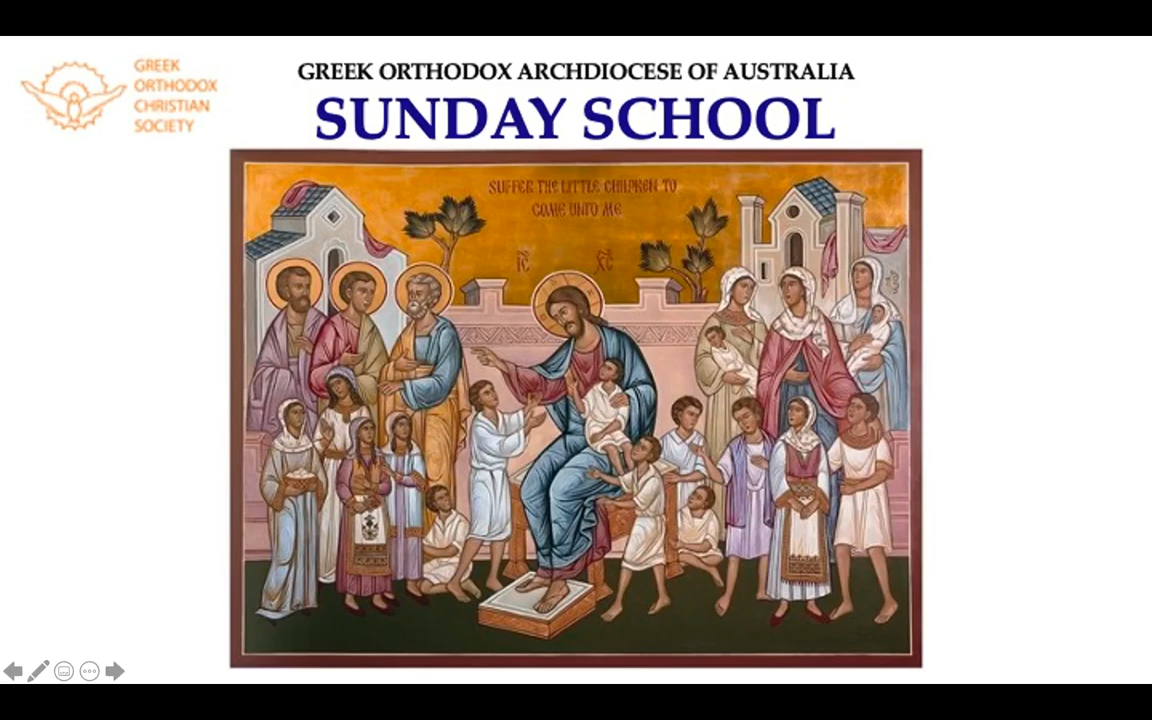 GREEK
ORTHODOX
CHRISTIAN
SOCIETY
GREEK ORTHODOX ARCHDIOCESE OF AUSTRALIA
SUNDAY SCHOOL
SUFFER THE LITTLE CHILDREN TO
COME UNTO ME
IC XC